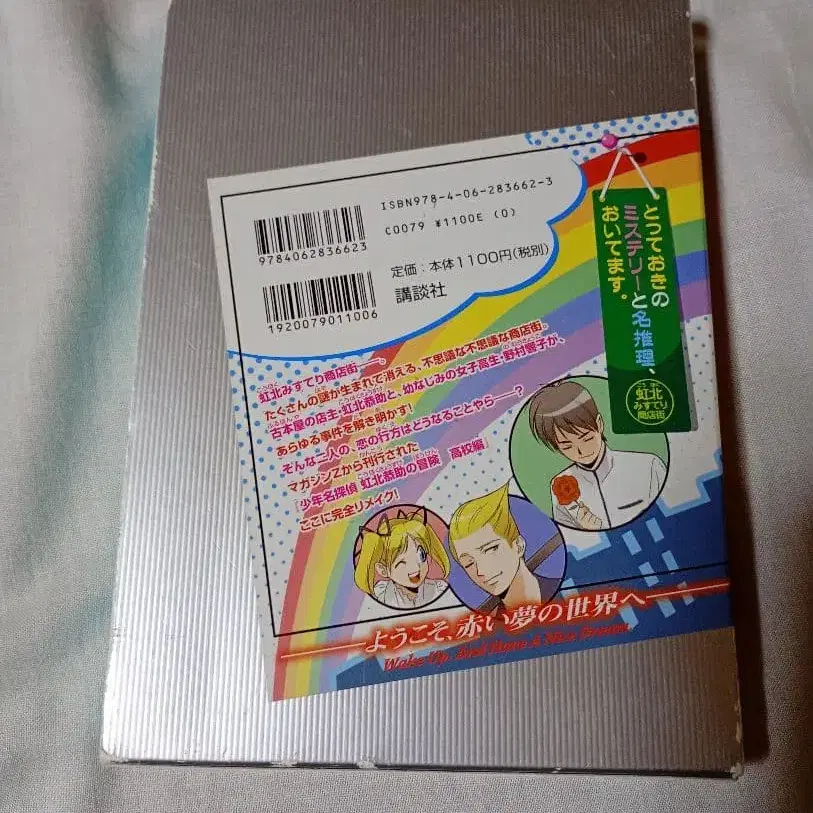 ISBN978-4-06-283662-3
C0079 ¥1100E (0)
9784062836623
定価：本体1100円(税別)
講談社
1920079011006
とっておきの
ミステリーと名推理、
おいてます。
虹北
みすてり
商店街
虹北みすてり商店街――。
たくさんの謎が生まれて消える、不思議な不思議な商店街。
古本屋の店主・虹北恭助と、幼なじみの女子高生・野村響子が、
あらゆる事件を解き明かす!
そんな二人の、恋の行方はどうなることやら――?
マガジンZから刊行された
『少年名探偵 虹北恭助の冒険 高校編』
ここに完全リメイク!
ようこそ、赤い夢の世界へ
Wake Up. And Have A Nice Dream.